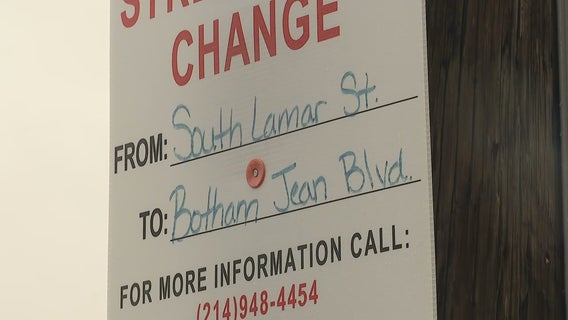 CHANGE
FROM: South Lamar St.
TO: Botham Jean Blvd.
FOR MORE INFORMATION CALL:
(214)948-4454